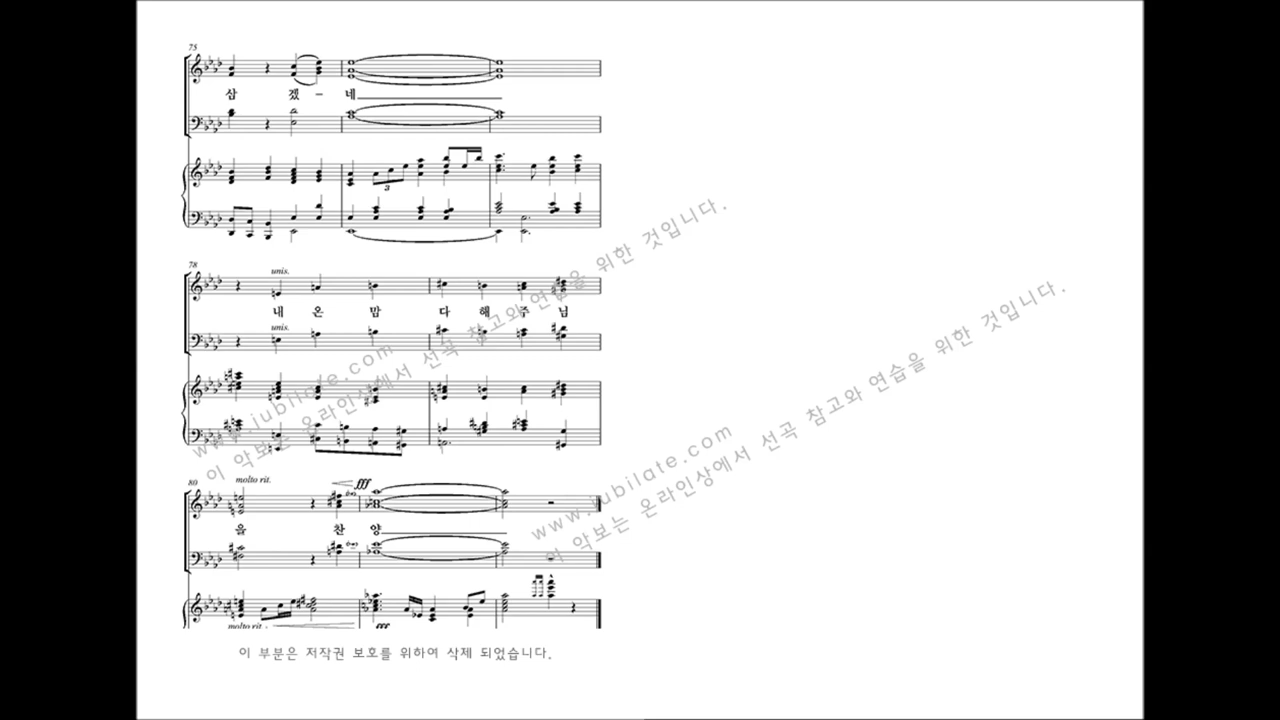 75
삼 겠 – 네
3
78
unis.
내 온 맘 다 해 주 님
unis.
80
molto rit.
fff
을 찬 양
molto rit.
fff
www.jubilate.com
이 악보는 온라인상에서 선곡 참고와 연습을 위한 것입니다.
www.jubilate.com
이 악보는 온라인상에서 선곡 참고와 연습을 위한 것입니다.
이 부분은 저작권 보호를 위하여 삭제 되었습니다.